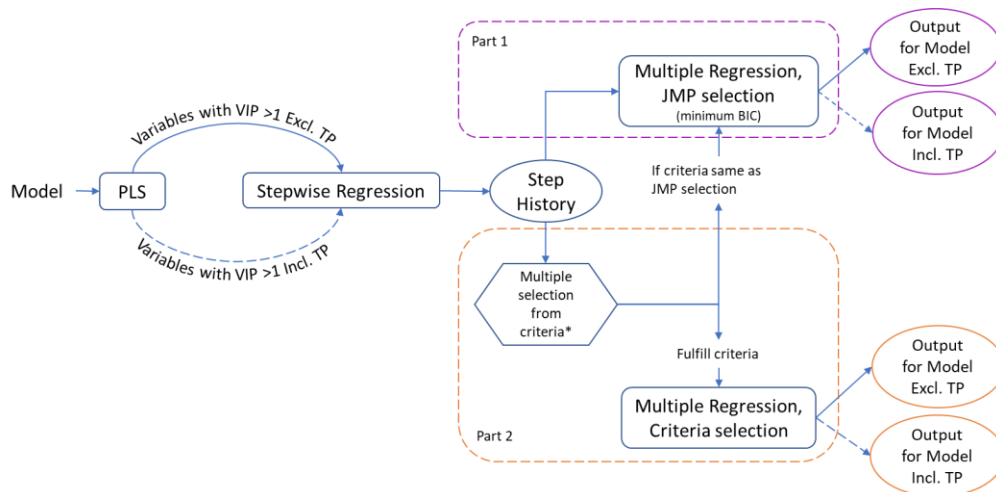 Part 1
Multiple Regression,
JMP selection
(minimum BIC)
Output
for Model
Excl. TP
Output
for Model
Incl. TP
Variables with VIP >1 Excl. TP
Model
PLS
Stepwise Regression
Step
History
If criteria same as
JMP selection
Variables with VIP >1 Incl. TP
Multiple
selection
from
criteria*
Fulfill criteria
Multiple Regression,
Criteria selection
Part 2
Output
for Model
Excl. TP
Output
for Model
Incl. TP